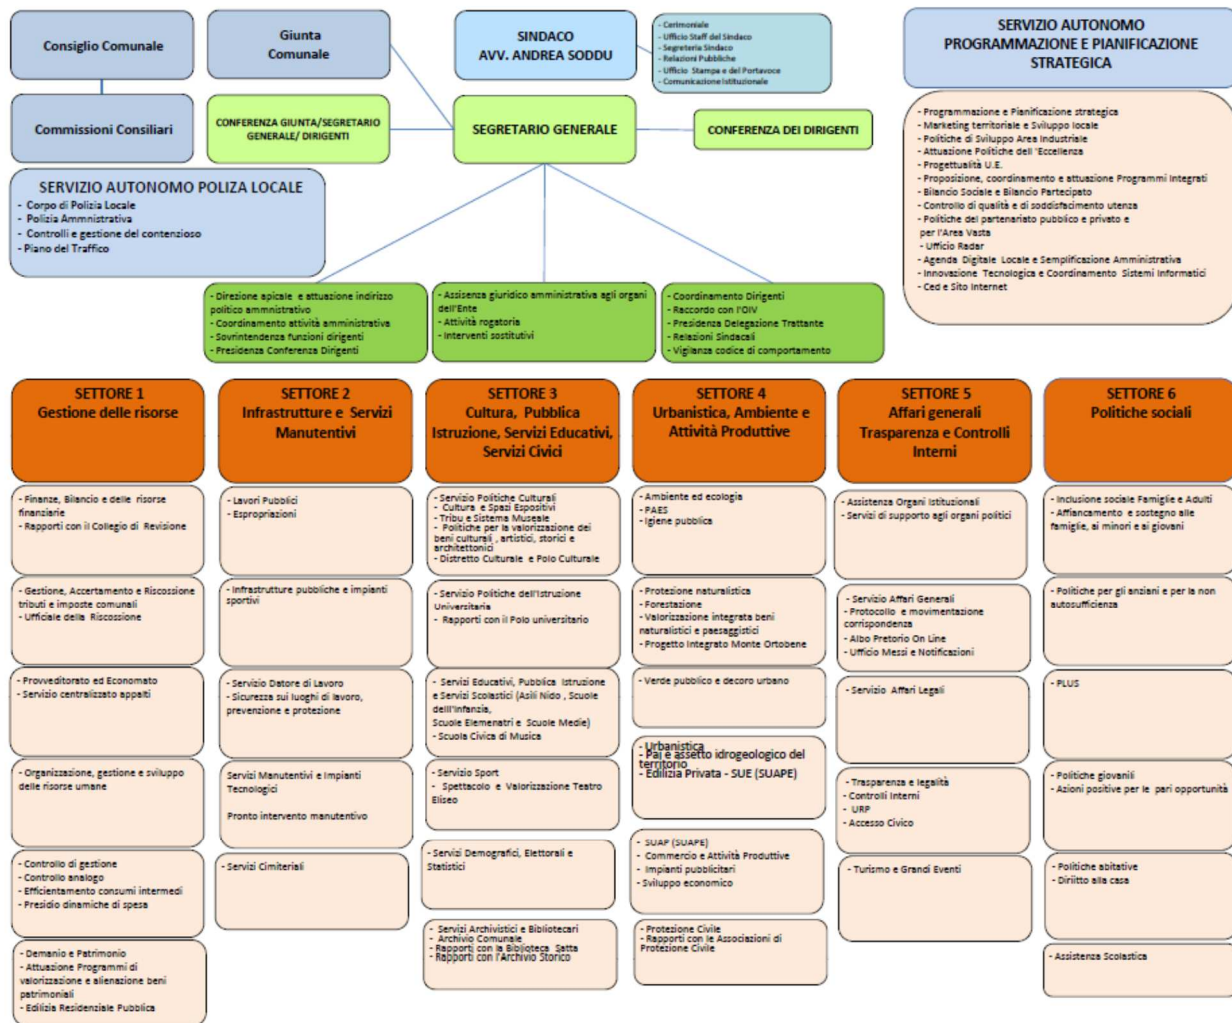 Consiglio Comunale
Giunta
Comunale
SINDACO
AVV. ANDREA SODDU
- Cerimoniale
- Ufficio Staff del Sindaco
- Segreteria Sindaco
- Relazioni Pubbliche
- Ufficio Stampa e del Portavoce
- Comunicazione Istituzionale
SERVIZIO AUTONOMO
PROGRAMMAZIONE E PIANIFICAZIONE
STRATEGICA
Commissioni Consiliari
CONFERENZA GIUNTA/SEGRETARIO
GENERALE/ DIRIGENTI
SEGRETARIO GENERALE
CONFERENZA DEI DIRIGENTI
- Programmazione e Pianificazione strategica
- Marketing territoriale e Sviluppo locale
- Politiche di Sviluppo Area Industriale
- Attuazione Politiche dell 'Eccellenza
- Progettualità U.E.
- Proposizione, coordinamento e attuazione Programmi Integrati
- Bilancio Sociale e Bilancio Partecipato
- Controllo di qualità e di soddisfacimento utenza
- Politiche del partenariato pubblico e privato e
per l'Area Vasta
- Ufficio Radar
- Agenda Digitale Locale e Semplificazione Amministrativa
- Innovazione Tecnologica e Coordinamento Sistemi Informatici
- Ced e Sito Internet
SERVIZIO AUTONOMO POLIZA LOCALE
- Corpo di Polizia Locale
- Polizia Ammnistrativa
- Controlli e gestione del contenzioso
- Piano del Traffico
- Direzione apicale e attuazione indirizzo
politico ammnistrativo
- Coordinamento attività amministrativa
- Sovrintendenza funzioni dirigenti
- Presidenza Conferenza Dirigenti
- Assisenza giuridico amministrativa agli organi
dell'Ente
- Attività rogatoria
- Interventi sostitutivi
- Coordinamento Dirigenti
- Raccordo con l'OIV
- Presidenza Delegazione Trattante
- Relazioni Sindacali
- Vigilanza codice di comportamento
SETTORE 1
Gestione delle risorse
- Finanze, Bilancio e delle risorse
finanziarie
- Rapporti con il Collegio di Revisione
- Gestione, Accertamento e Riscossione
tributi e imposte comunali
- Ufficiale della Riscossione
- Provveditorato ed Economato
- Servizio centralizzato appalti
- Organizzazione, gestione e sviluppo
delle risorse umane
- Controllo di gestione
- Controllo analogo
- Efficientamento consumi intermedi
- Presidio dinamiche di spesa
- Demanio e Patrimonio
- Attuazione Programmi di
valorizzazione e alienazione beni
patrimoniali
- Edilizia Residenziale Pubblica
SETTORE 2
Infrastrutture e Servizi
Manutentivi
- Lavori Pubblici
- Espropriazioni
- Infrastrutture pubbliche e impianti
sportivi
- Servizio Datore di Lavoro
- Sicurezza sui luoghi di lavoro,
prevenzione e protezione
Servizi Manutentivi e Impianti
Tecnologici
Pronto intervento manutentivo
- Servizi Cimiteriali
SETTORE 3
Cultura, Pubblica
Istruzione, Servizi Educativi,
Servizi Civici
- Servizio Politiche Culturali
- Cultura e Spazi Espositivi
- Tribu e Sistema Museale
- Politiche per la valorizzazione dei
beni culturali , artistici, storici e
architettonici
- Distretto Culturale e Polo Culturale
- Servizio Politiche dell'Istruzione
Universitaria
- Rapporti con il Polo universitario
- Servizi Educativi, Pubblica Istruzione
e Servizi Scolastici (Asili Nido , Scuole
delll'Infanzia,
Scuole Elemenatri e Scuole Medie)
- Scuola Civica di Musica
- Servizio Sport
- Spettacolo e Valorizzazione Teatro
Eliseo
- Servizi Demografici, Elettorali e
Statistici
- Servizi Archivistici e Bibliotecari
- Archivio Comunale
- Rapporti con la Biblioteca Satta
- Rapporti con l'Archivio Storico
SETTORE 4
Urbanistica, Ambiente e
Attività Produttive
- Ambiente ed ecologia
- PAES
- Igiene pubblica
- Protezione naturalistica
- Forestazione
- Valorizzazione integrata beni
naturalistici e paesaggistici
- Progetto Integrato Monte Ortobene
- Verde pubblico e decoro urbano
- Urbanistica
- Pai e assetto idrogeologico del
territorio
- Edilizia Privata - SUE (SUAPE)
- SUAP (SUAPE)
- Commercio e Attività Produttive
- Impianti pubblicitari
- Sviluppo economico
- Protezione Civile
- Rapporti con le Associazioni di
Protezione Civile
SETTORE 5
Affari generali
Trasparenza e Controlli
Interni
- Assistenza Organi Istituzionali
- Servizi di supporto agli organi politici
- Servizio Affari Generali
- Protocollo e movimentazione
corrispondenza
- Albo Pretorio On Line
- Ufficio Messi e Notificazioni
- Servizio Affari Legali
- Trasparenza e legalità
- Controlli Interni
- URP
- Accesso Civico
- Turismo e Grandi Eventi
SETTORE 6
Politiche sociali
- Inclusione sociale Famiglie e Adulti
- Affiancamento e sostegno alle
famiglie, ai minori e ai giovani
- Politiche per gli anziani e per la non
autosufficienza
- PLUS
- Politiche giovanili
- Azioni positive per le pari opportunità
- Politiche abitative
- Diriitto alla casa
- Assistenza Scolastica